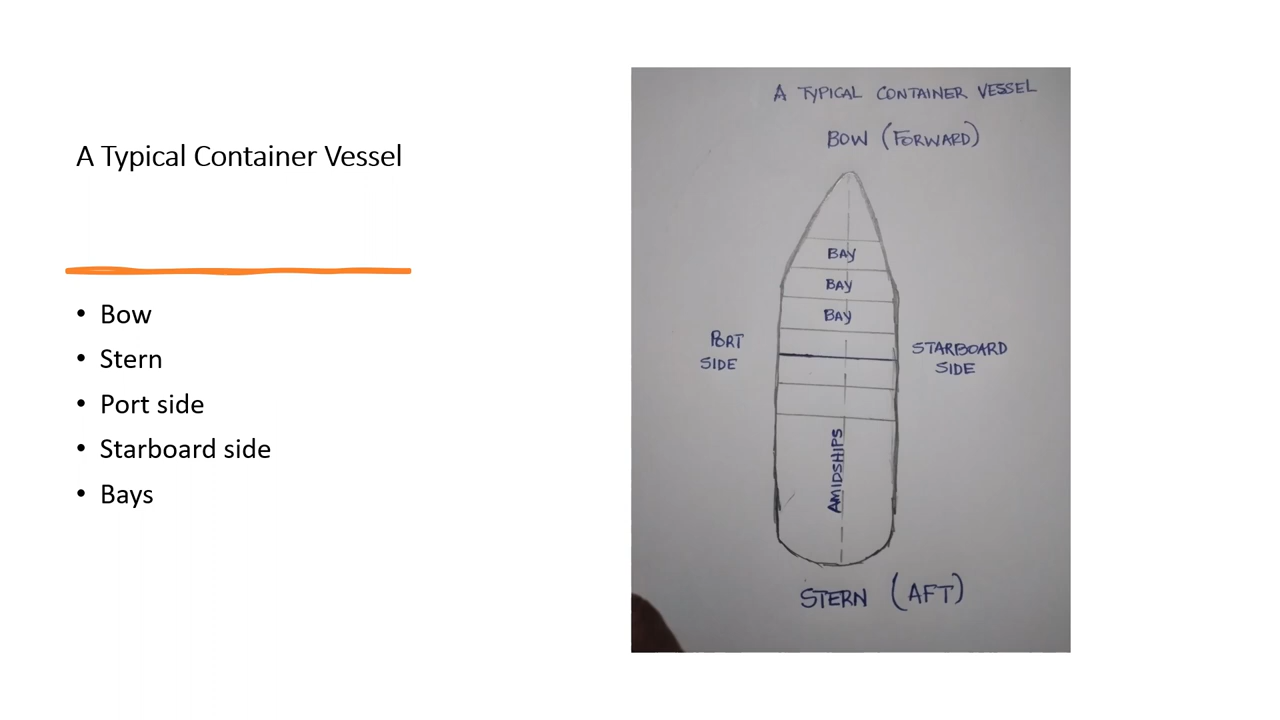 A Typical Container Vessel
Bow
Stern
Port side
Starboard side
Bays
A TYPICAL CONTAINER VESSEL
BOW (FORWARD)
BAY
BAY
BAY
PORT
SIDE
STARBOARD
SIDE
AMIDSHIPS
STERN (AFT)